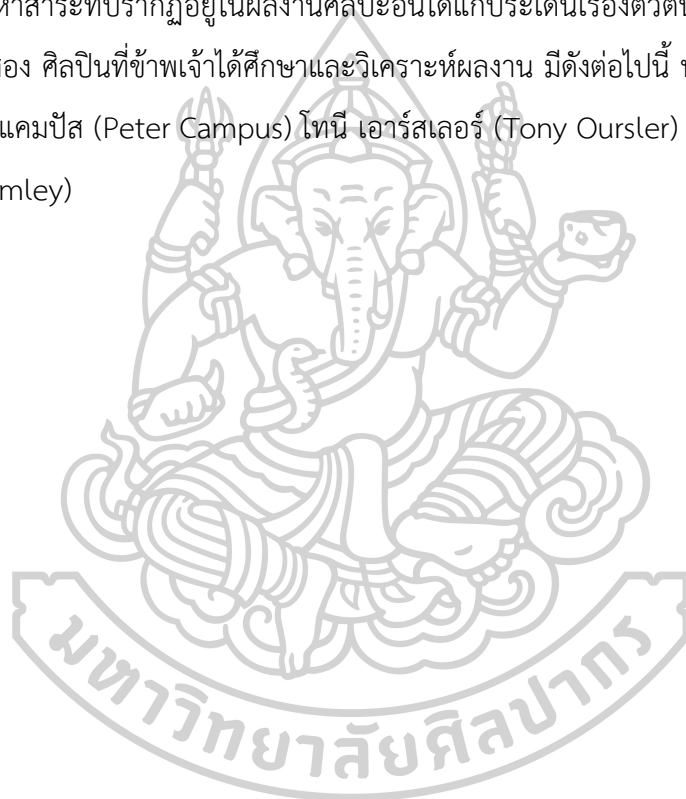 หาสาระที่ปรากฏอยู่ในผลงานศิลปะอันได้แก่ประเด็นเรื่องตัวตน
สอง ศิลปินที่ข้าพเจ้าได้ศึกษาและวิเคราะห์ผลงาน มีดังต่อไปนี้
แคมปัส (Peter Campus) โทนี เอาร์สเลอร์ (Tony Oursler)
mley)
มหาวิทยาลัยศิลปากร